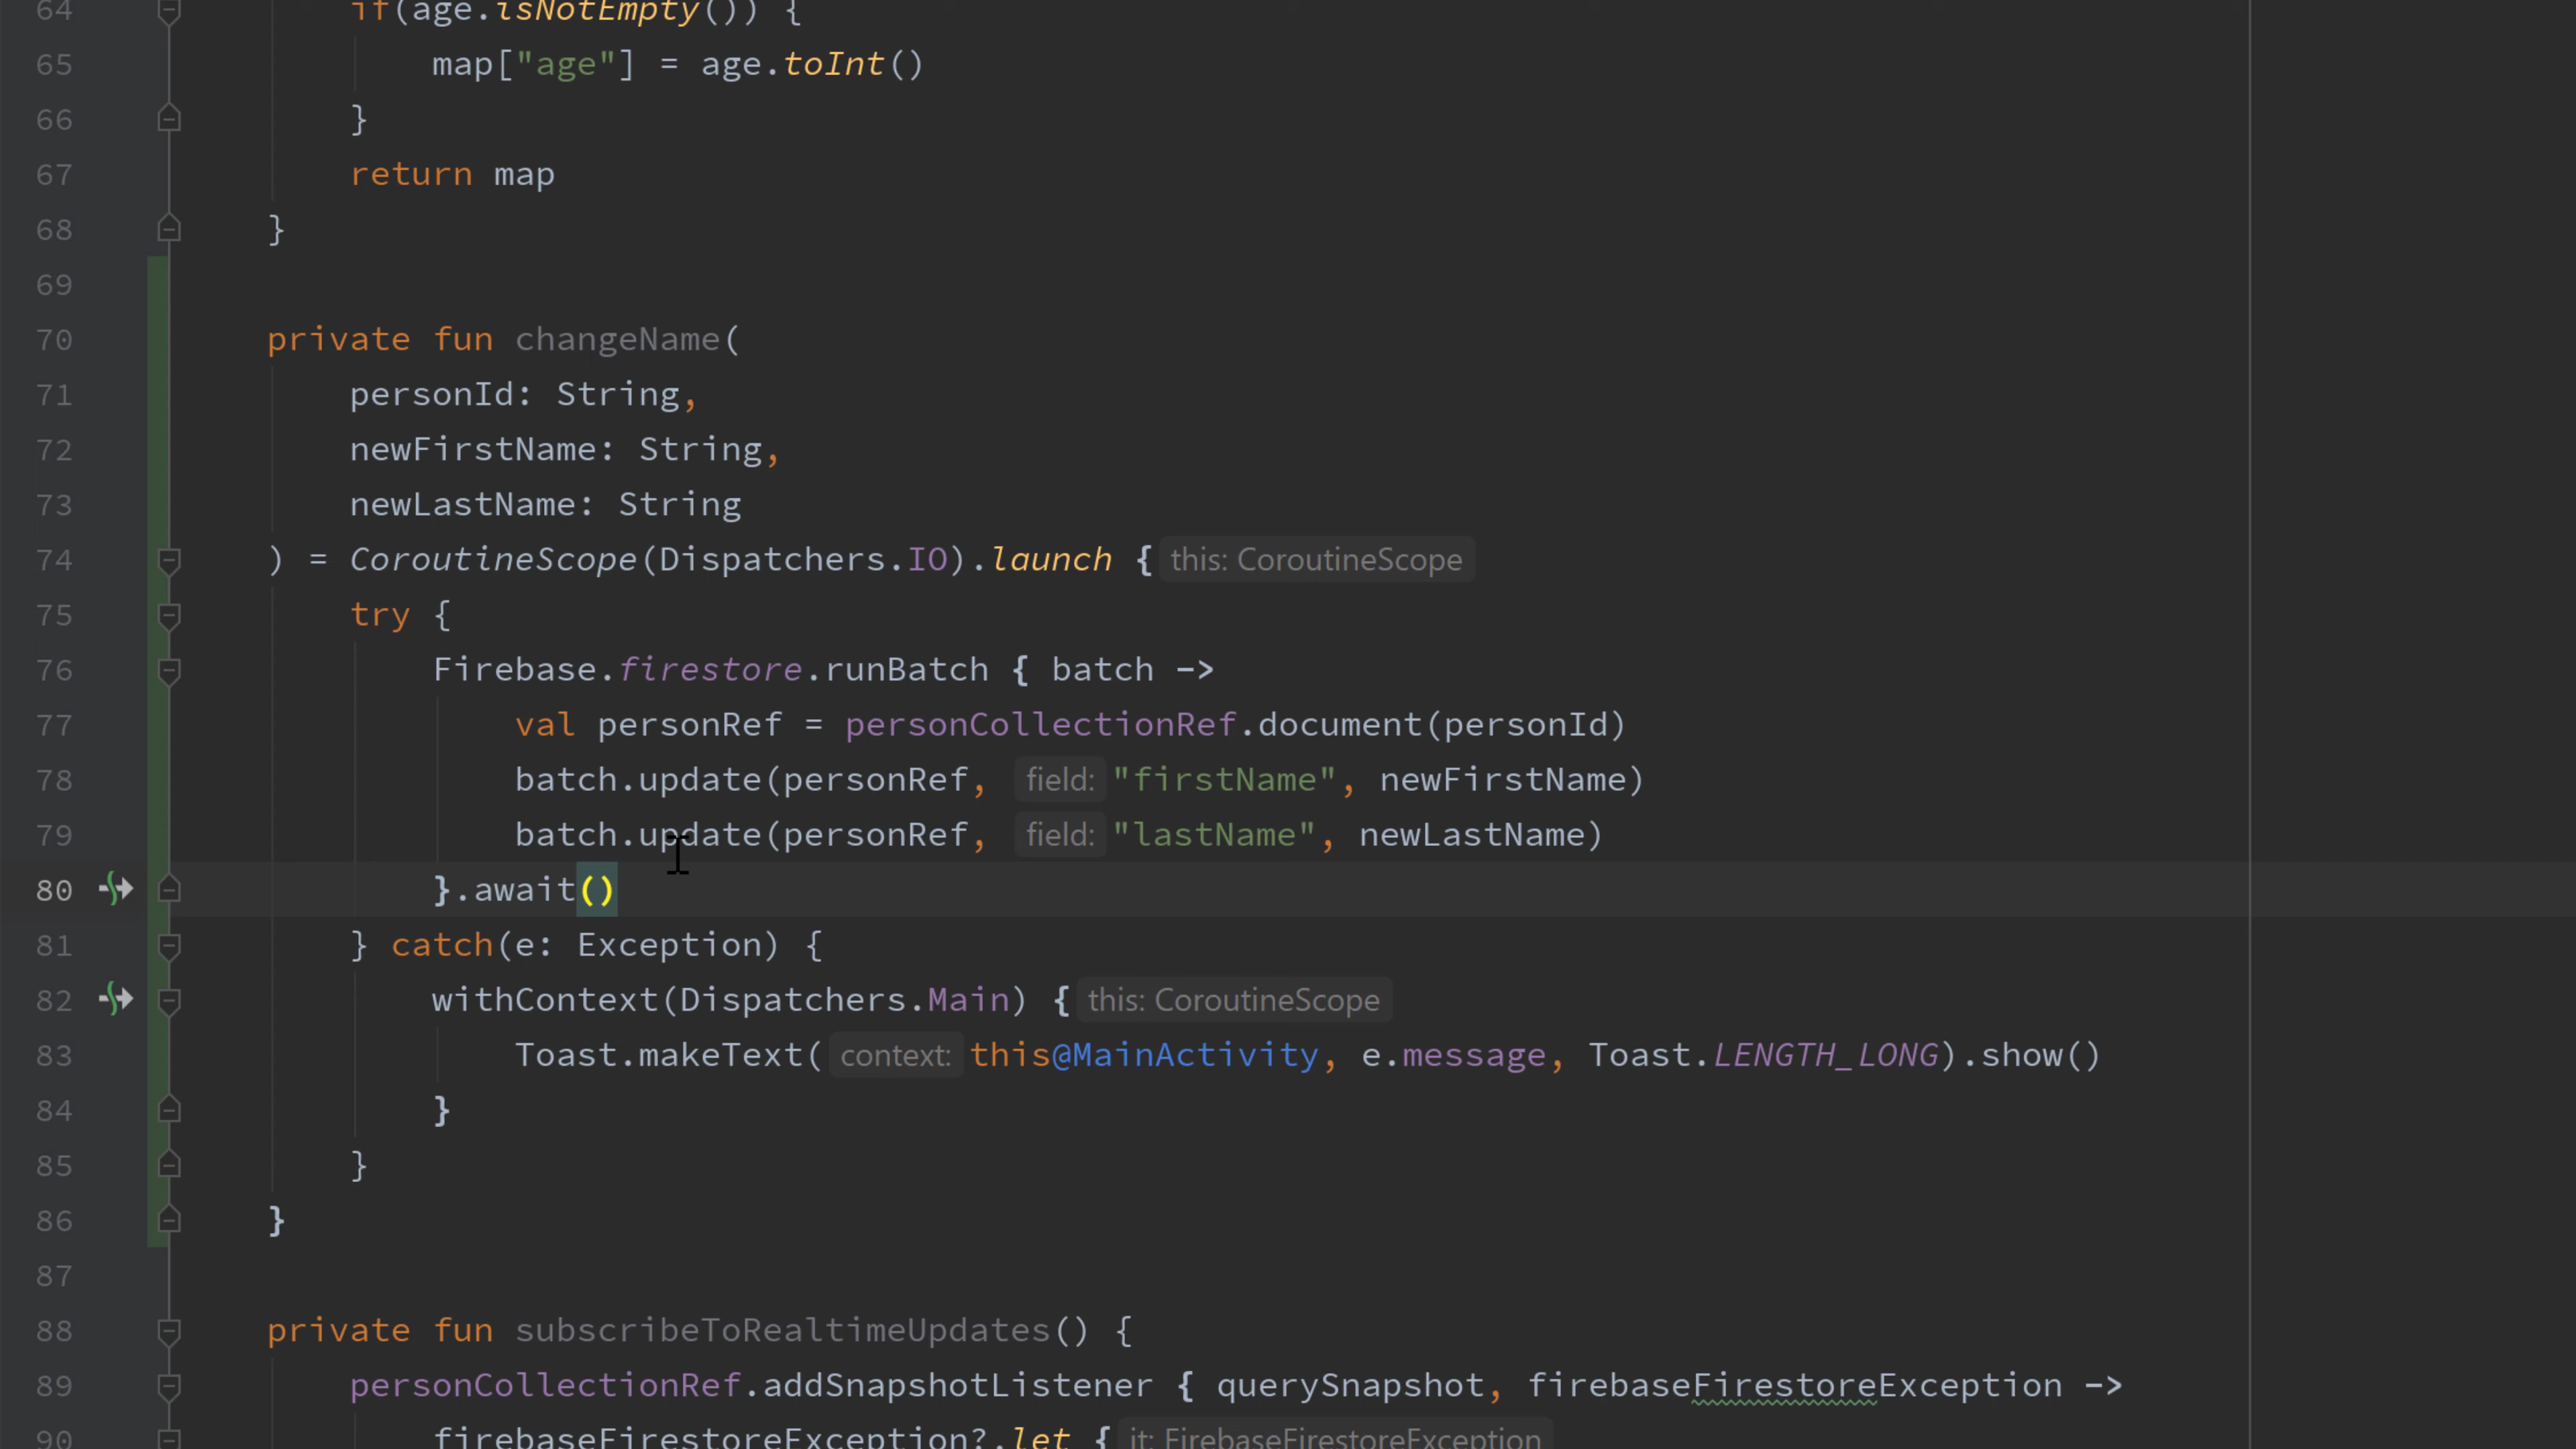 64 if(age.isNotEmpty()) {
65 map["age"] = age.toInt()
66 }
67 return map
68 }
69
70 private fun changeName(
71 personId: String,
72 newFirstName: String,
73 newLastName: String
74 ) = CoroutineScope(Dispatchers.IO).launch { this: CoroutineScope
75 try {
76 Firebase.firestore.runBatch { batch ->
77 val personRef = personCollectionRef.document(personId)
78 batch.update(personRef, field: "firstName", newFirstName)
79 batch.update(personRef, field: "lastName", newLastName)
80 }.await()
81 } catch(e: Exception) {
82 withContext(Dispatchers.Main) { this: CoroutineScope
83 Toast.makeText( context: this@MainActivity, e.message, Toast.LENGTH_LONG).show()
84 }
85 }
86 }
87
88 private fun subscribeToRealtimeUpdates() {
89 personCollectionRef.addSnapshotListener { querySnapshot, firebaseFirestoreException ->
90 firebaseFirestoreException?.let { it: FirebaseFirestoreException